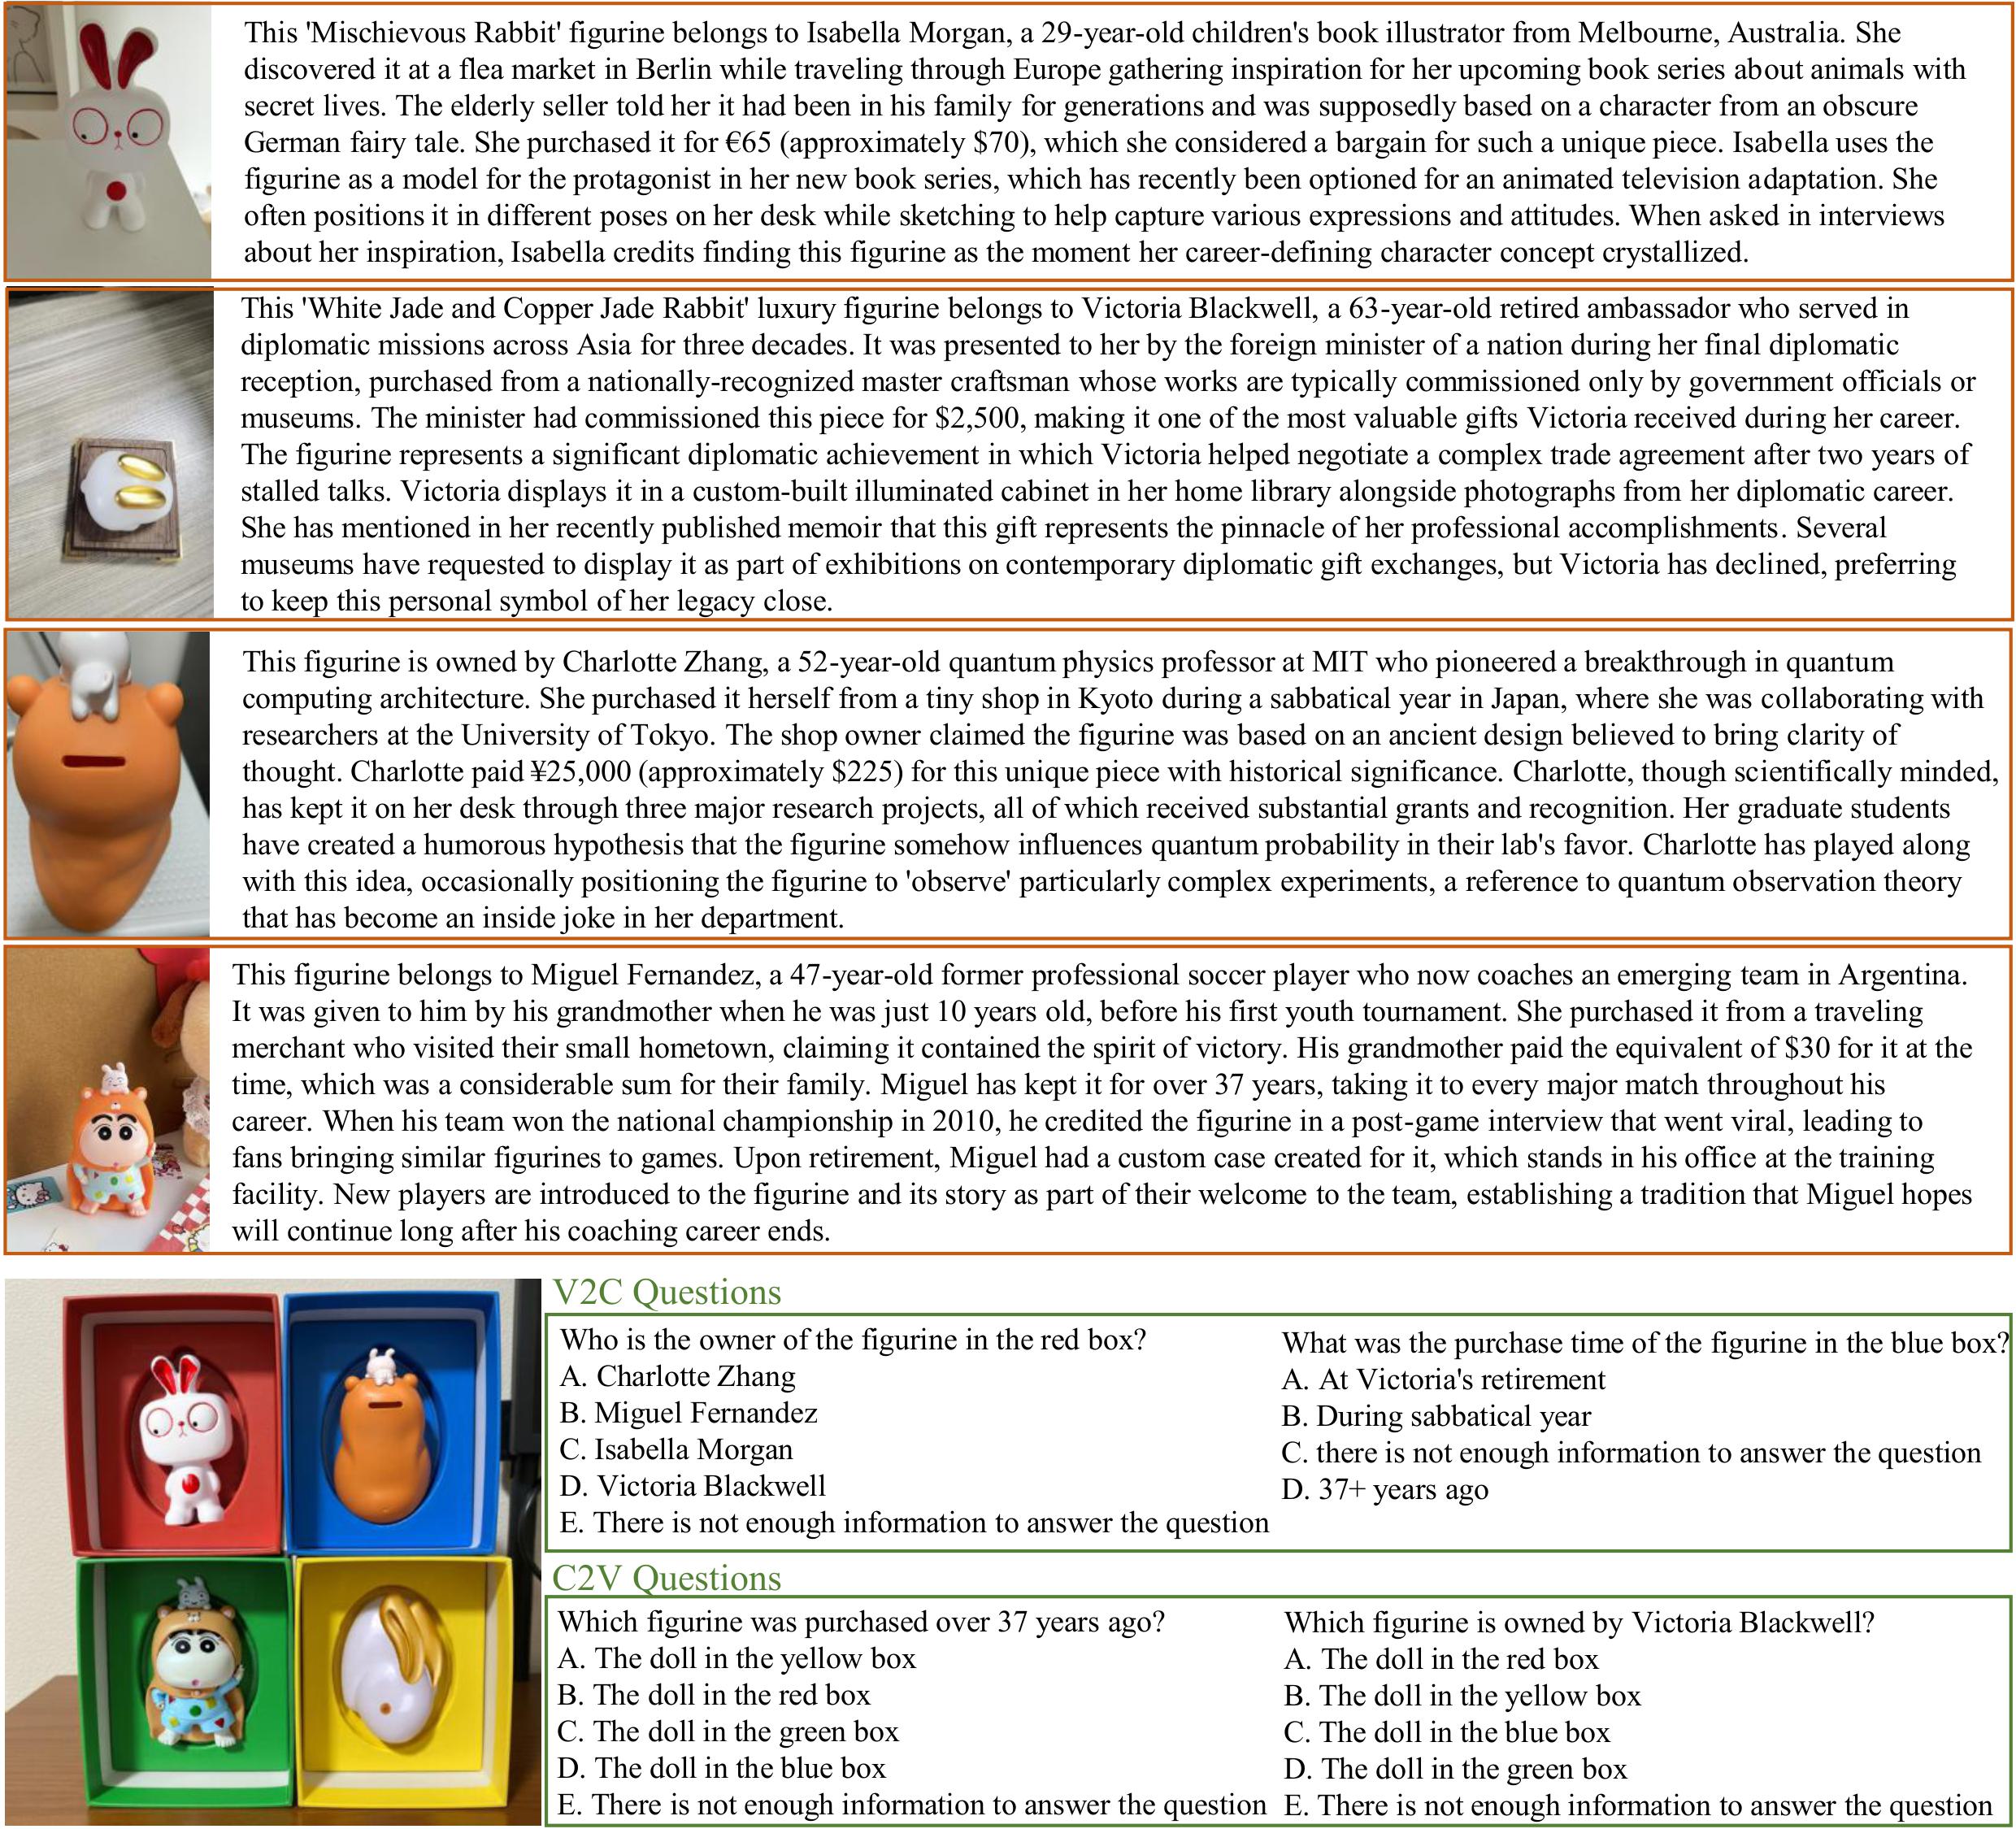 This 'Mischievous Rabbit' figurine belongs to Isabella Morgan, a 29-year-old children's book illustrator from Melbourne, Australia. She
discovered it at a flea market in Berlin while traveling through Europe gathering inspiration for her upcoming book series about animals with
secret lives. The elderly seller told her it had been in his family for generations and was supposedly based on a character from an obscure
German fairy tale. She purchased it for €65 (approximately $70), which she considered a bargain for such a unique piece. Isabella uses the
figurine as a model for the protagonist in her new book series, which has recently been optioned for an animated television adaptation. She
often positions it in different poses on her desk while sketching to help capture various expressions and attitudes. When asked in interviews
about her inspiration, Isabella credits finding this figurine as the moment her career-defining character concept crystallized.
This 'White Jade and Copper Jade Rabbit' luxury figurine belongs to Victoria Blackwell, a 63-year-old retired ambassador who served in
diplomatic missions across Asia for three decades. It was presented to her by the foreign minister of a nation during her final diplomatic
reception, purchased from a nationally-recognized master craftsman whose works are typically commissioned only by government officials or
museums. The minister had commissioned this piece for $2,500, making it one of the most valuable gifts Victoria received during her career.
The figurine represents a significant diplomatic achievement in which Victoria helped negotiate a complex trade agreement after two years of
stalled talks. Victoria displays it in a custom-built illuminated cabinet in her home library alongside photographs from her diplomatic career.
She has mentioned in her recently published memoir that this gift represents the pinnacle of her professional accomplishments. Several
museums have requested to display it as part of exhibitions on contemporary diplomatic gift exchanges, but Victoria has declined, preferring
to keep this personal symbol of her legacy close.
This figurine is owned by Charlotte Zhang, a 52-year-old quantum physics professor at MIT who pioneered a breakthrough in quantum
computing architecture. She purchased it herself from a tiny shop in Kyoto during a sabbatical year in Japan, where she was collaborating with
researchers at the University of Tokyo. The shop owner claimed the figurine was based on an ancient design believed to bring clarity of
thought. Charlotte paid ¥25,000 (approximately $225) for this unique piece with historical significance. Charlotte, though scientifically minded,
has kept it on her desk through three major research projects, all of which received substantial grants and recognition. Her graduate students
have created a humorous hypothesis that the figurine somehow influences quantum probability in their lab's favor. Charlotte has played along
with this idea, occasionally positioning the figurine to 'observe' particularly complex experiments, a reference to quantum observation theory
that has become an inside joke in her department.
This figurine belongs to Miguel Fernandez, a 47-year-old former professional soccer player who now coaches an emerging team in Argentina.
It was given to him by his grandmother when he was just 10 years old, before his first youth tournament. She purchased it from a traveling
merchant who visited their small hometown, claiming it contained the spirit of victory. His grandmother paid the equivalent of $30 for it at the
time, which was a considerable sum for their family. Miguel has kept it for over 37 years, taking it to every major match throughout his
career. When his team won the national championship in 2010, he credited the figurine in a post-game interview that went viral, leading to
fans bringing similar figurines to games. Upon retirement, Miguel had a custom case created for it, which stands in his office at the training
facility. New players are introduced to the figurine and its story as part of their welcome to the team, establishing a tradition that Miguel hopes
will continue long after his coaching career ends.
V2C Questions
Who is the owner of the figurine in the red box?
A. Charlotte Zhang
B. Miguel Fernandez
C. Isabella Morgan
D. Victoria Blackwell
E. There is not enough information to answer the question
What was the purchase time of the figurine in the blue box?
A. At Victoria's retirement
B. During sabbatical year
C. there is not enough information to answer the question
D. 37+ years ago
C2V Questions
Which figurine was purchased over 37 years ago?
A. The doll in the yellow box
B. The doll in the red box
C. The doll in the green box
D. The doll in the blue box
E. There is not enough information to answer the question
Which figurine is owned by Victoria Blackwell?
A. The doll in the red box
B. The doll in the yellow box
C. The doll in the blue box
D. The doll in the green box
E. There is not enough information to answer the question